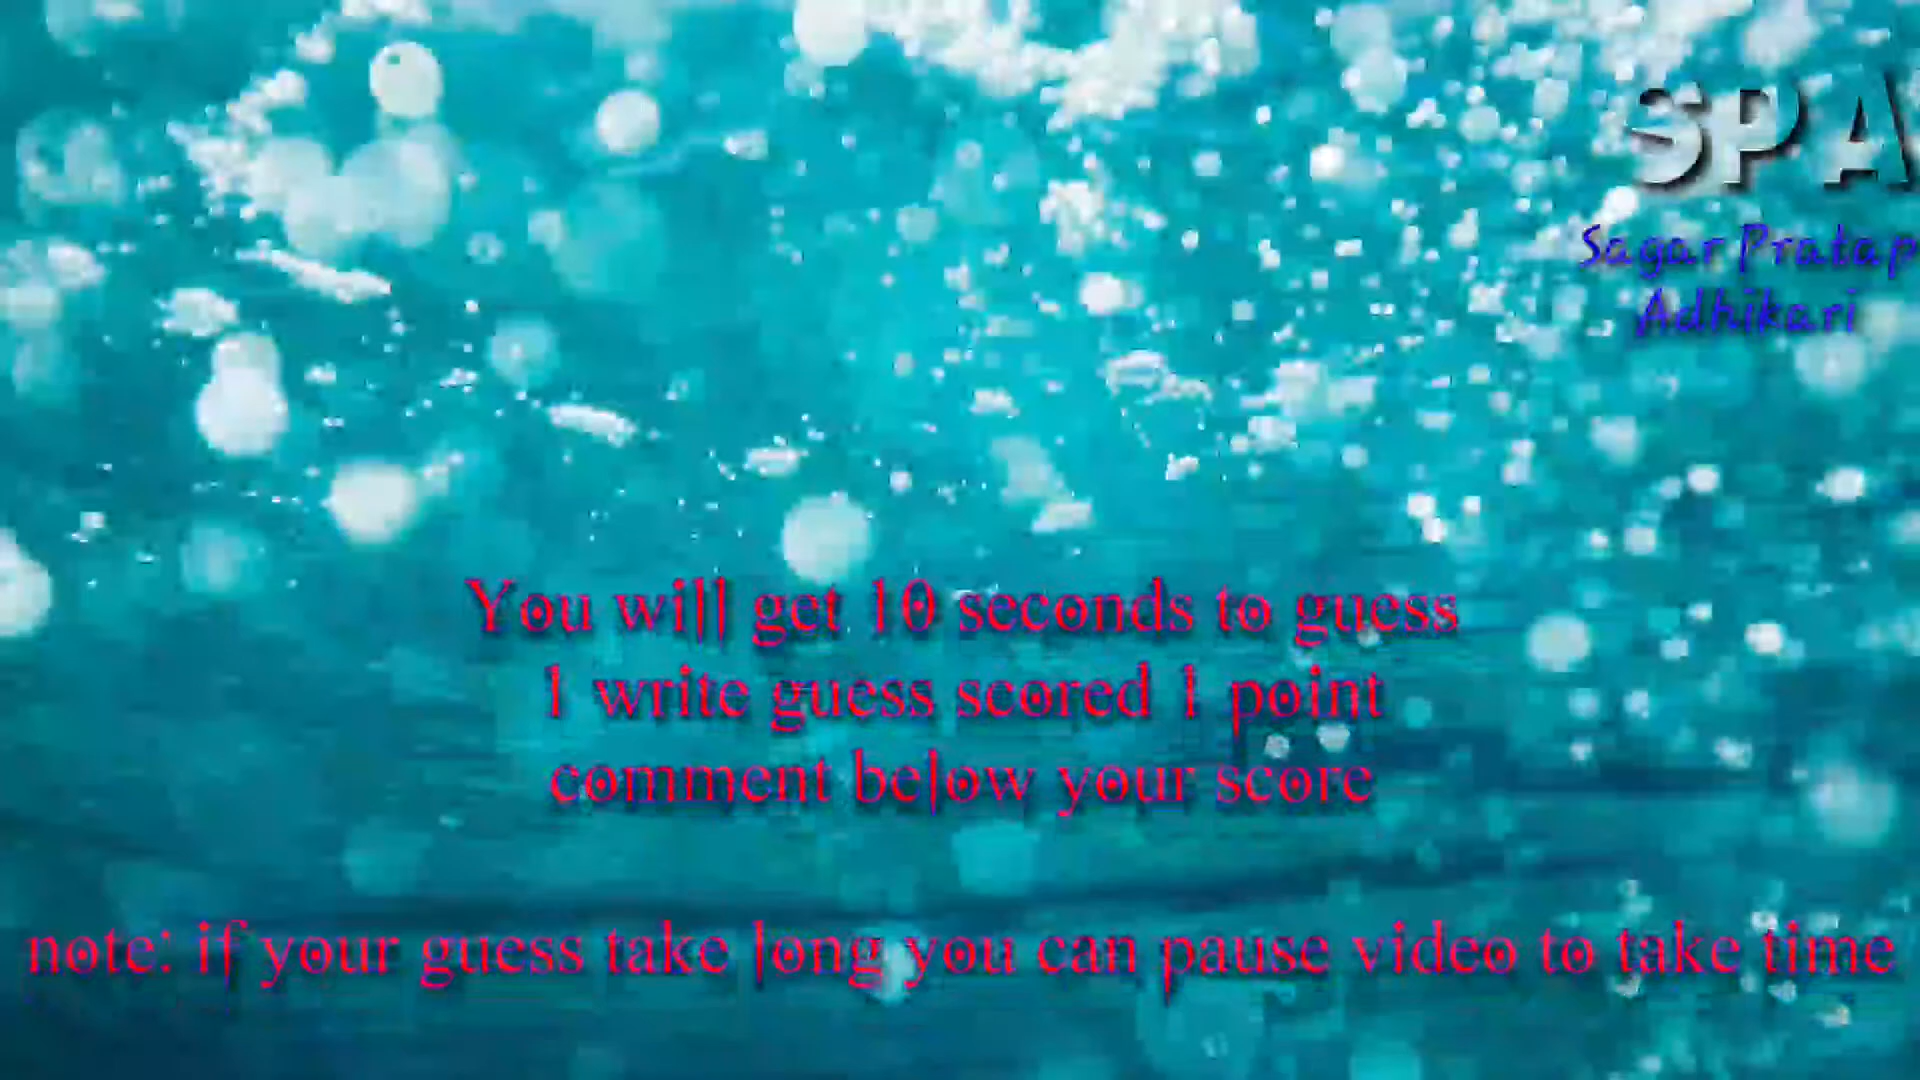 SPA
Sagar Pratap
Adhikari
You will get 10 seconds to guess
1 write guess scored 1 point
comment below your score
note: if your guess take long you can pause video to take time